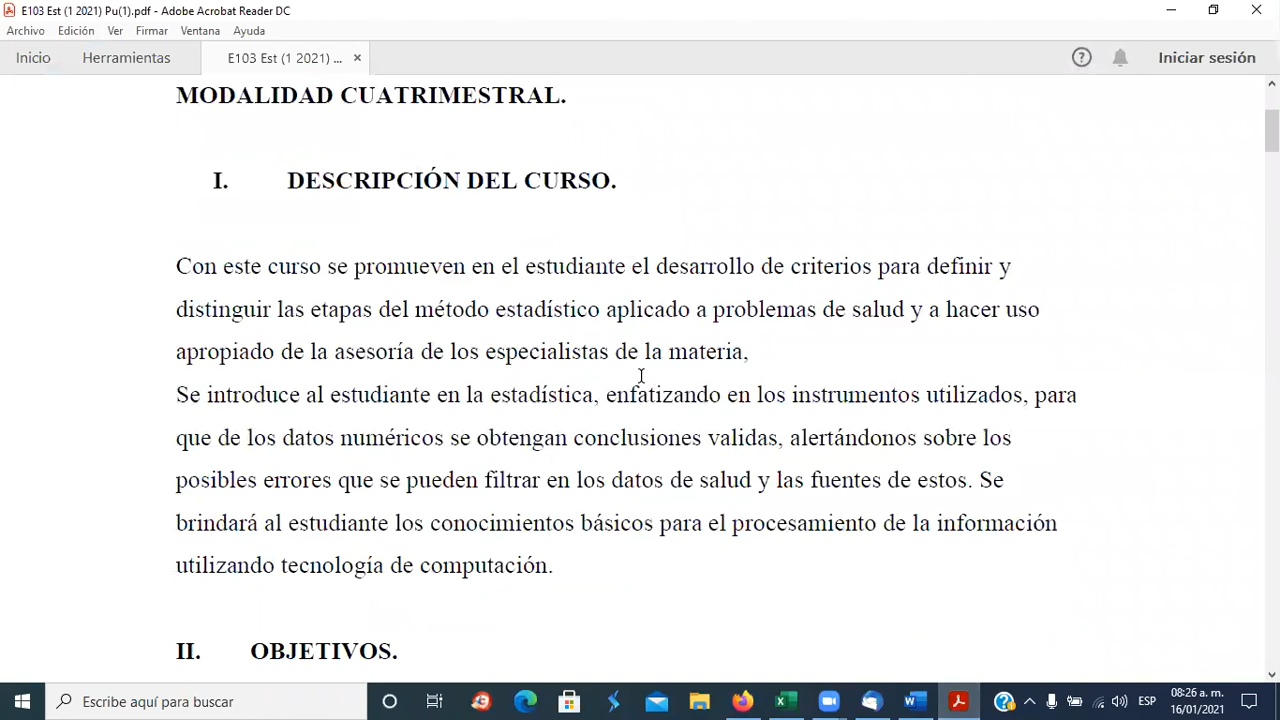 E103 Est (1 2021) Pu(1).pdf - Adobe Acrobat Reader DC
Archivo Edición Ver Firmar Ventana Ayuda
Inicio Herramientas E103 Est (1 2021) ... × Iniciar sesión
MODALIDAD CUATRIMESTRAL.
I. DESCRIPCIÓN DEL CURSO.
Con este curso se promueven en el estudiante el desarrollo de criterios para definir y
distinguir las etapas del método estadístico aplicado a problemas de salud y a hacer uso
apropiado de la asesoría de los especialistas de la materia,
Se introduce al estudiante en la estadística, enfatizando en los instrumentos utilizados, para
que de los datos numéricos se obtengan conclusiones validas, alertándonos sobre los
posibles errores que se pueden filtrar en los datos de salud y las fuentes de estos. Se
brindará al estudiante los conocimientos básicos para el procesamiento de la información
utilizando tecnología de computación.
II. OBJETIVOS.
Escribe aquí para buscar
ESP
08:26 a. m.
16/01/2021